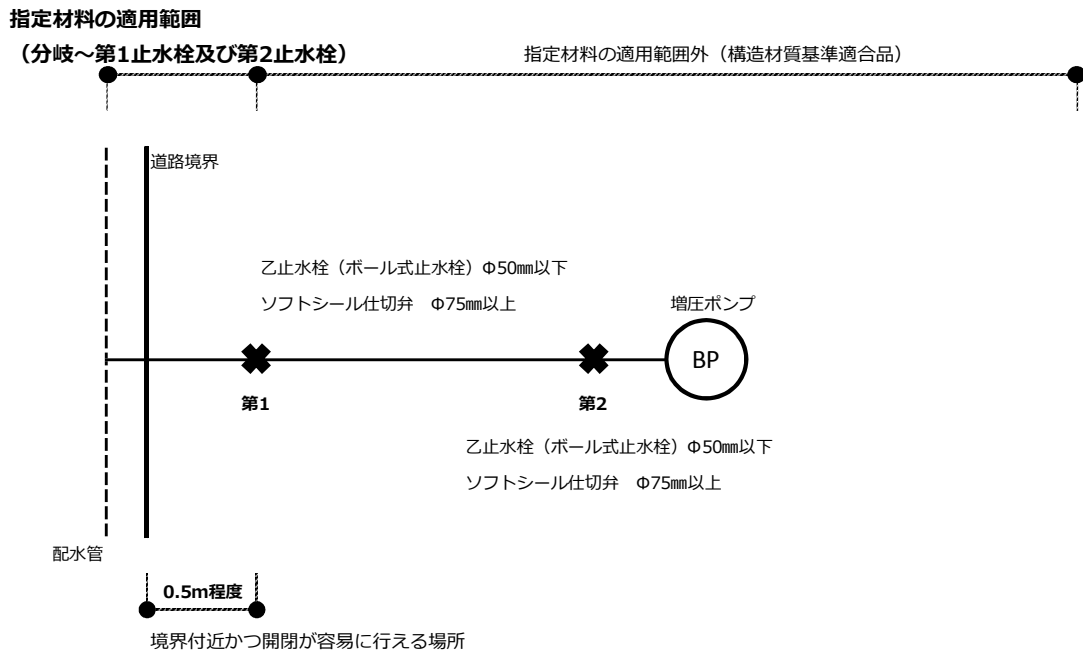 指定材料の適用範囲
（分岐～第1止水栓及び第2止水栓）
指定材料の適用範囲外（構造材質基準適合品）
道路境界
乙止水栓（ボール式止水栓）Φ50㎜以下
ソフトシール仕切弁　Φ75㎜以上
増圧ポンプ
BP
第1
第2
乙止水栓（ボール式止水栓）Φ50㎜以下
ソフトシール仕切弁　Φ75㎜以上
配水管
0.5m程度
境界付近かつ開閉が容易に行える場所